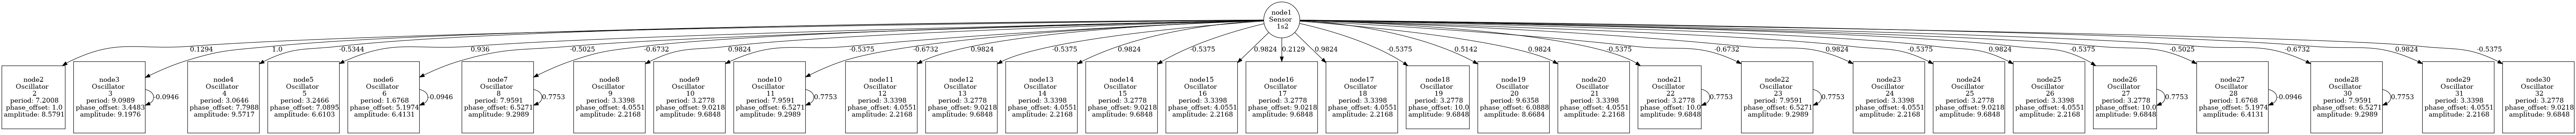 node1
Sensor
1s2
0.1294
1.0
-0.5344
0.936
-0.5025
-0.6732
0.9824
-0.5375
-0.6732
0.9824
-0.5375
0.9824
-0.5375
0.9824
0.2129
0.9824
-0.5375
0.5142
0.9824
-0.5375
-0.6732
0.9824
-0.5375
0.9824
-0.5375
-0.5025
-0.6732
0.9824
-0.5375
node2
Oscillator
2
period: 7.2008
phase_offset: 1.0
amplitude: 8.5791
node3
Oscillator
3
period: 9.0989
phase_offset: 3.4483
amplitude: 9.1976
-0.0946
node4
Oscillator
4
period: 3.0646
phase_offset: 7.7988
amplitude: 9.5717
node5
Oscillator
5
period: 3.2466
phase_offset: 7.0895
amplitude: 6.6103
node6
Oscillator
6
period: 1.6768
phase_offset: 5.1974
amplitude: 6.4131
-0.0946
node7
Oscillator
8
period: 7.9591
phase_offset: 6.5271
amplitude: 9.2989
0.7753
node8
Oscillator
9
period: 3.3398
phase_offset: 4.0551
amplitude: 2.2168
node9
Oscillator
10
period: 3.2778
phase_offset: 9.0218
amplitude: 9.6848
node10
Oscillator
11
period: 7.9591
phase_offset: 6.5271
amplitude: 9.2989
0.7753
node11
Oscillator
12
period: 3.3398
phase_offset: 4.0551
amplitude: 2.2168
node12
Oscillator
13
period: 3.2778
phase_offset: 9.0218
amplitude: 9.6848
node13
Oscillator
14
period: 3.3398
phase_offset: 4.0551
amplitude: 2.2168
node14
Oscillator
15
period: 3.2778
phase_offset: 9.0218
amplitude: 9.6848
node15
Oscillator
16
period: 3.3398
phase_offset: 4.0551
amplitude: 2.2168
node16
Oscillator
17
period: 3.2778
phase_offset: 9.0218
amplitude: 9.6848
node17
Oscillator
18
period: 3.3398
phase_offset: 4.0551
amplitude: 2.2168
node18
Oscillator
19
period: 3.2778
phase_offset: 10.0
amplitude: 9.6848
node19
Oscillator
20
period: 9.6358
phase_offset: 6.0888
amplitude: 8.6684
node20
Oscillator
21
period: 3.3398
phase_offset: 4.0551
amplitude: 2.2168
node21
Oscillator
22
period: 3.2778
phase_offset: 10.0
amplitude: 9.6848
0.7753
node22
Oscillator
23
period: 7.9591
phase_offset: 6.5271
amplitude: 9.2989
0.7753
node23
Oscillator
24
period: 3.3398
phase_offset: 4.0551
amplitude: 2.2168
node24
Oscillator
25
period: 3.2778
phase_offset: 9.0218
amplitude: 9.6848
node25
Oscillator
26
period: 3.3398
phase_offset: 4.0551
amplitude: 2.2168
node26
Oscillator
27
period: 3.2778
phase_offset: 10.0
amplitude: 9.6848
0.7753
node27
Oscillator
28
period: 1.6768
phase_offset: 5.1974
amplitude: 6.4131
-0.0946
node28
Oscillator
30
period: 7.9591
phase_offset: 6.5271
amplitude: 9.2989
0.7753
node29
Oscillator
31
period: 3.3398
phase_offset: 4.0551
amplitude: 2.2168
node30
Oscillator
32
period: 3.2778
phase_offset: 9.0218
amplitude: 9.6848